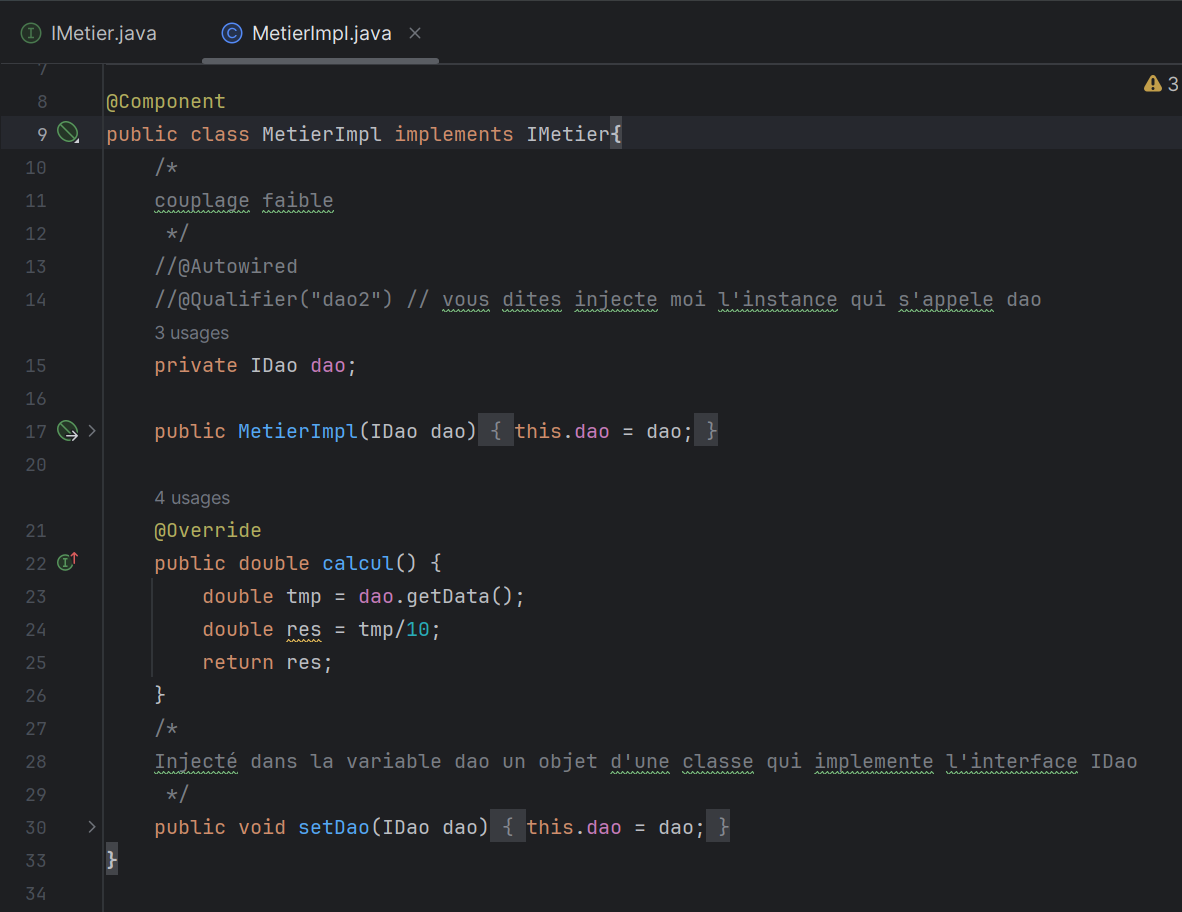 IMetier.java MetierImpl.java
7 3
8 @Component
9 public class MetierImpl implements IMetier{
10 /*
11 couplage faible
12 */
13 //@Autowired
14 //@Qualifier("dao2") // vous dites injecte moi l'instance qui s'appele dao
3 usages
15 private IDao dao;
16
17 public MetierImpl(IDao dao) { this.dao = dao; }
20
4 usages
21 @Override
22 public double calcul() {
23 double tmp = dao.getData();
24 double res = tmp/10;
25 return res;
26 }
27 /*
28 Injecté dans la variable dao un objet d'une classe qui implemente l'interface IDao
29 */
30 public void setDao(IDao dao) { this.dao = dao; }
33 }
34